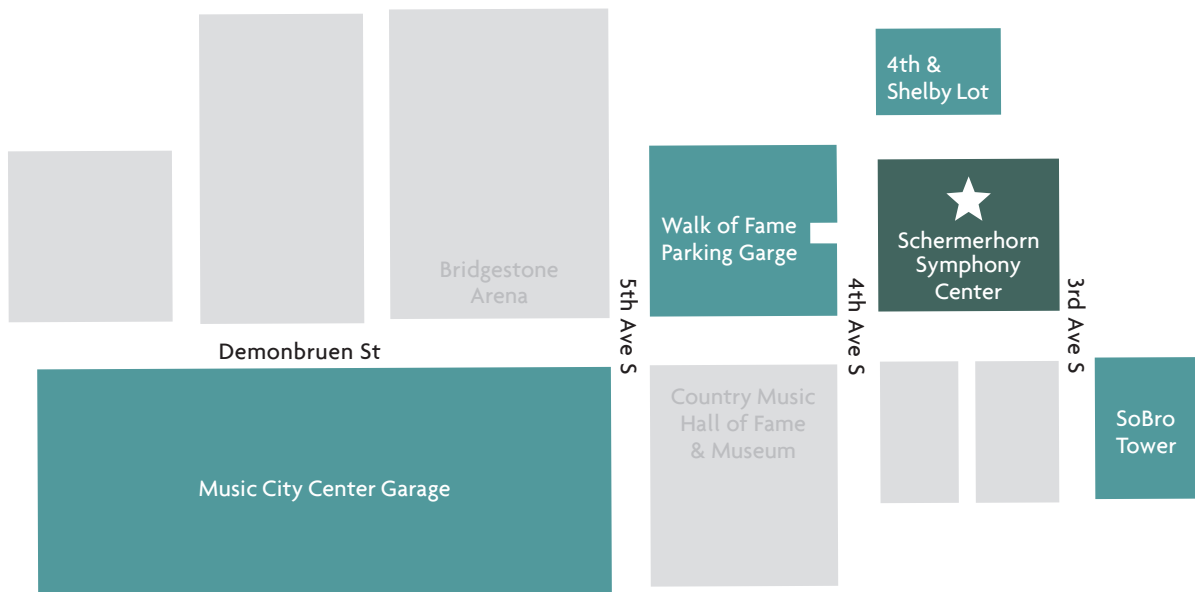 4th &
Shelby Lot
Walk of Fame
Parking Garge
Schermerhorn
Symphony
Center
Bridgestone
Arena
5th Ave S
4th Ave S
3rd Ave S
Demonbruen St
Country Music
Hall of Fame
& Museum
SoBro
Tower
Music City Center Garage